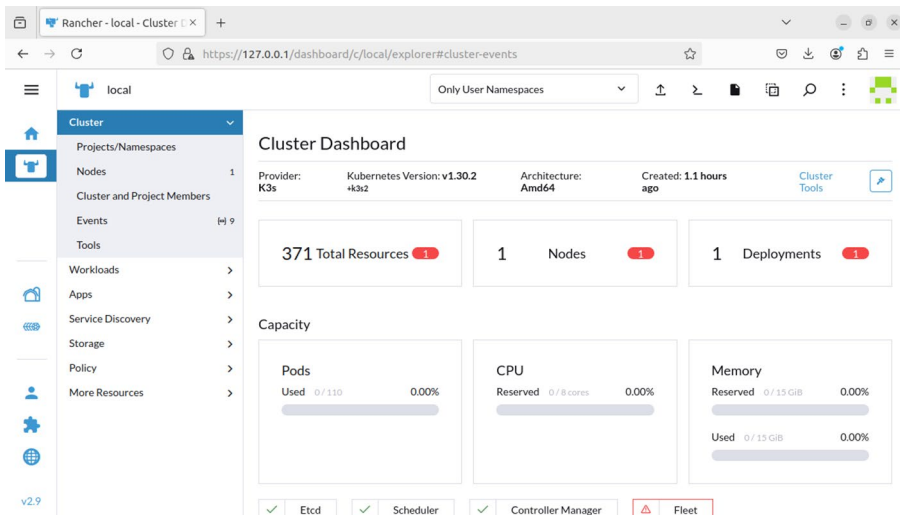 Rancher - local - Cluster D
https://127.0.0.1/dashboard/c/local/explorer#cluster-events
local
Only User Namespaces
Cluster
Projects/Namespaces
Nodes 1
Cluster and Project Members
Events 9
Tools
Workloads
Apps
Service Discovery
Storage
Policy
More Resources
v2.9
Cluster Dashboard
Provider: K3s
Kubernetes Version: v1.30.2 +k3s2
Architecture: Amd64
Created: 1.1 hours ago
Cluster Tools
371 Total Resources 1
1 Nodes 1
1 Deployments 1
Capacity
Pods
Used 0 / 110 0.00%
CPU
Reserved 0 / 8 cores 0.00%
Memory
Reserved 0 / 15 GiB 0.00%
Used 0 / 15 GiB 0.00%
Etcd
Scheduler
Controller Manager
Fleet